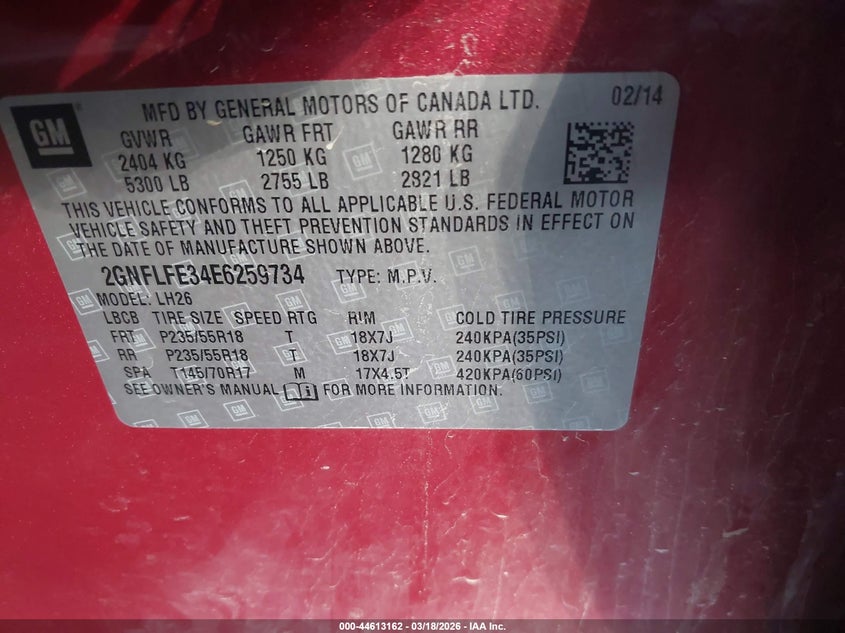 GM
MFD BY GENERAL MOTORS OF CANADA LTD. 02/14
GVWR GAWR FRT GAWR RR
2404 KG 1250 KG 1280 KG
5300 LB 2755 LB 2821 LB
THIS VEHICLE CONFORMS TO ALL APPLICABLE U.S. FEDERAL MOTOR
VEHICLE SAFETY AND THEFT PREVENTION STANDARDS IN EFFECT ON
THE DATE OF MANUFACTURE SHOWN ABOVE.
2GNFLFE34E6259734 TYPE: M.P.V.
MODEL: LH26
LBCB TIRE SIZE SPEED RTG RIM COLD TIRE PRESSURE
FRT P235/55R18 T 18X7J 240KPA(35PSI)
RR P235/55R18 T 18X7J 240KPA(35PSI)
SPA T145/70R17 M 17X4.5T 420KPA(60PSI)
SEE OWNER'S MANUAL FOR MORE INFORMATION.
000-44613162 - 03/18/2026 - IAA Inc.